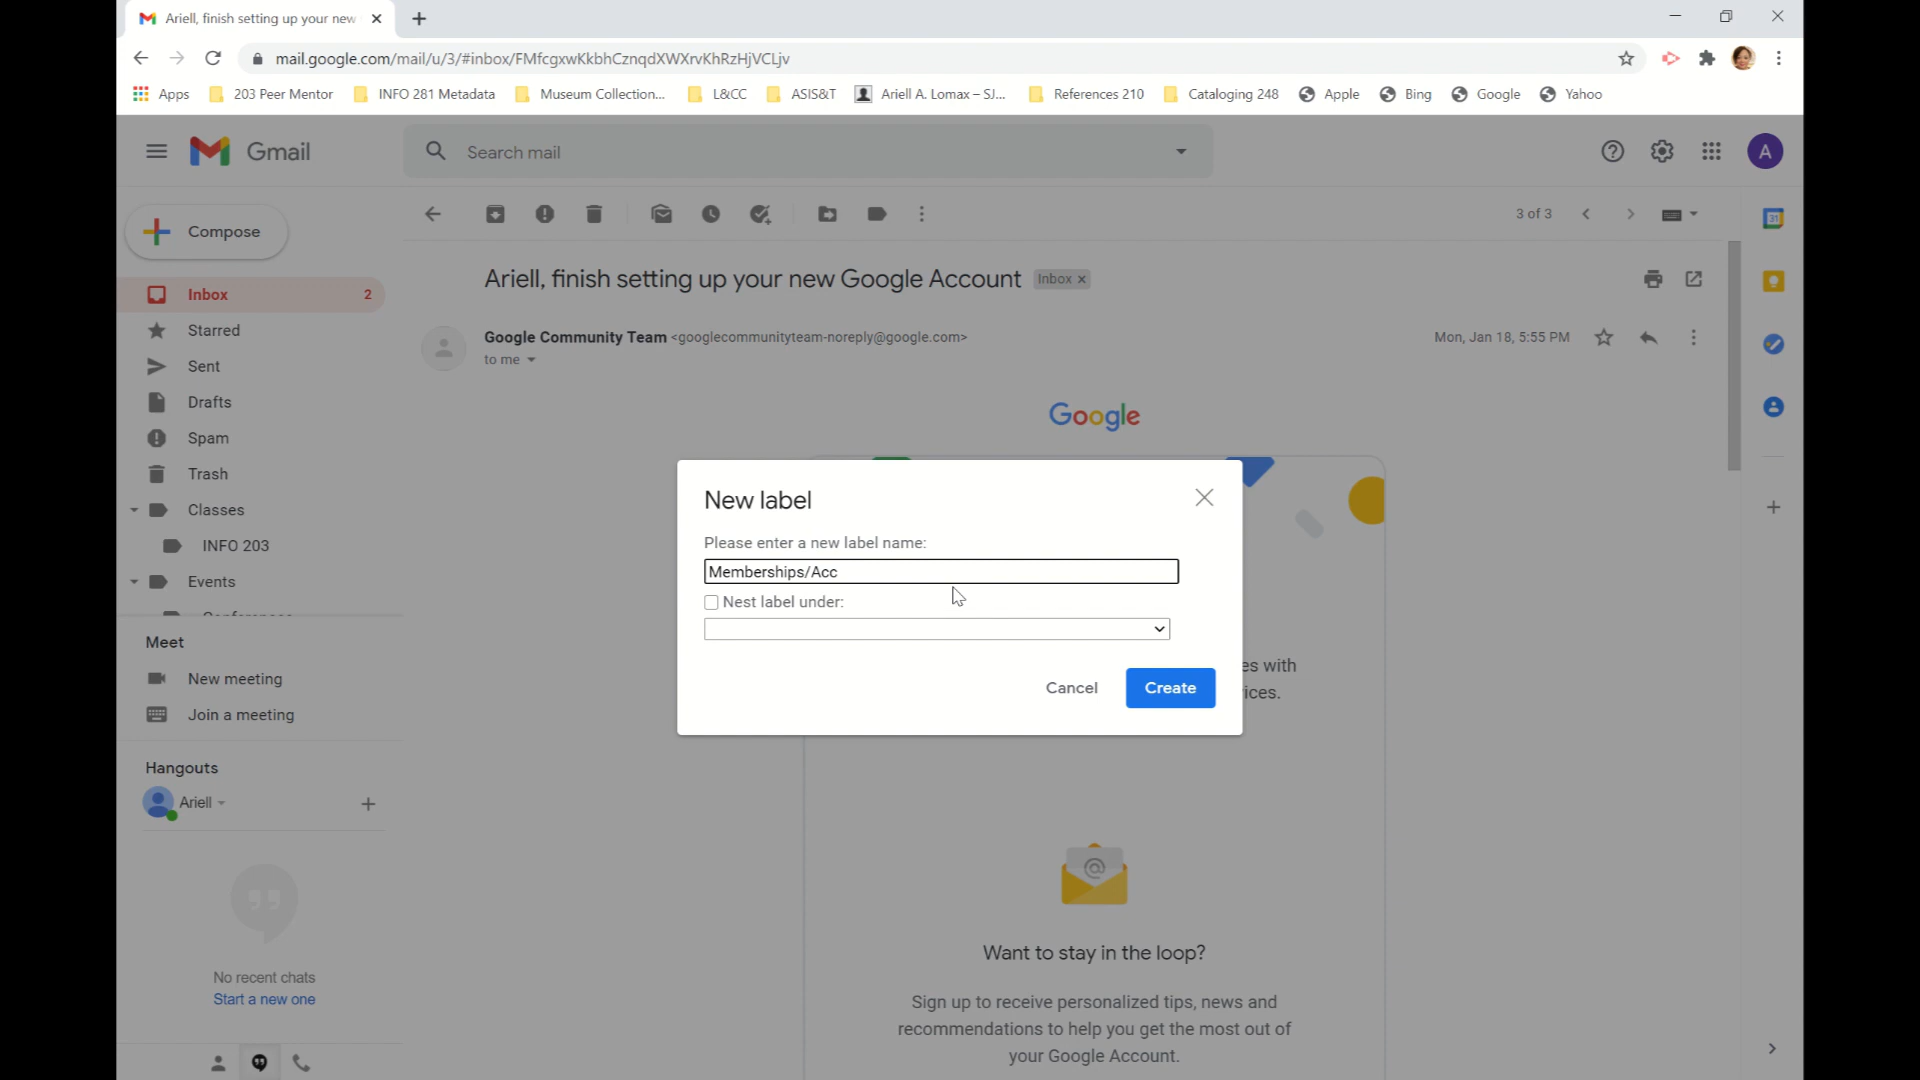 Ariell, finish setting up your new
mail.google.com/mail/u/3/#inbox/FMfcgxwKkbhCznqdXWXrvKhRzHjVCLjv
Apps 203 Peer Mentor INFO 281 Metadata Museum Collection... L&CC ASIS&T Ariell A. Lomax – SJ... References 210 Cataloging 248 Apple Bing Google Yahoo
Gmail Search mail A
Compose 3 of 3 31
Ariell, finish setting up your new Google Account Inbox x
Inbox 2
Starred
Sent
Drafts
Spam
Trash
Classes
INFO 203
Events
Conferences
Google Community Team <googlecommunityteam-noreply@google.com> Mon, Jan 18, 5:55 PM
to me
Google
New label
Please enter a new label name:
Memberships/Acc
Nest label under:
Cancel Create
es with
ices.
Meet
New meeting
Join a meeting
Hangouts
Ariell
No recent chats
Start a new one
@
Want to stay in the loop?
Sign up to receive personalized tips, news and
recommendations to help you get the most out of
your Google Account.